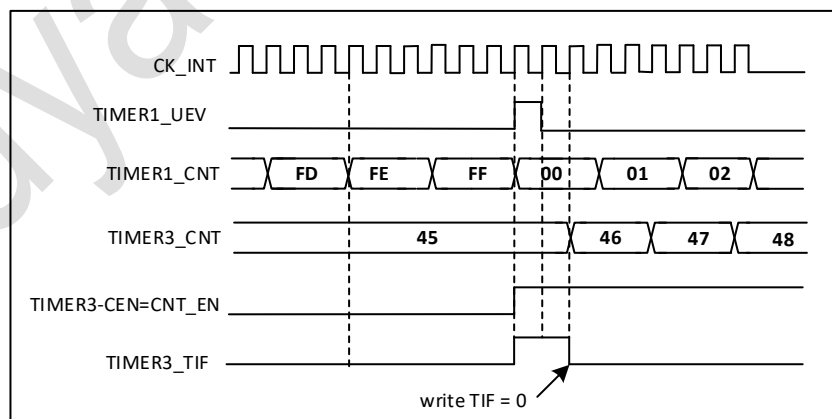 CK_INT
TIMER1_UEV
TIMER1_CNT FD FE FF 00 01 02
TIMER3_CNT 45 46 47 48
TIMER3-CEN=CNT_EN
TIMER3_TIF
write TIF = 0